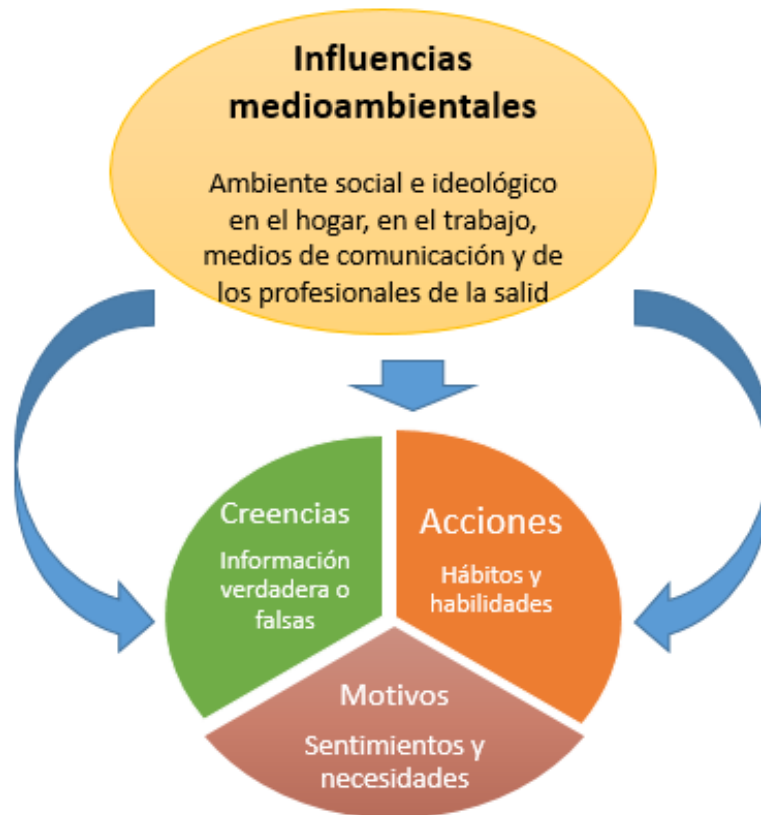 Influencias
medioambientales
Ambiente social e ideológico
en el hogar, en el trabajo,
medios de comunicación y de
los profesionales de la salid
Creencias
Información
verdadera o
falsas
Acciones
Hábitos y
habilidades
Motivos
Sentimientos y
necesidades